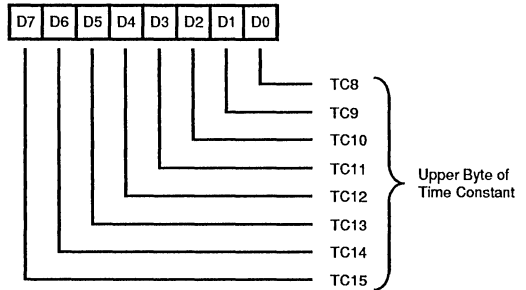 D7 D6 D5 D4 D3 D2 D1 D0
TC8
TC9
TC10
TC11
TC12
TC13
TC14
TC15
Upper Byte of
Time Constant